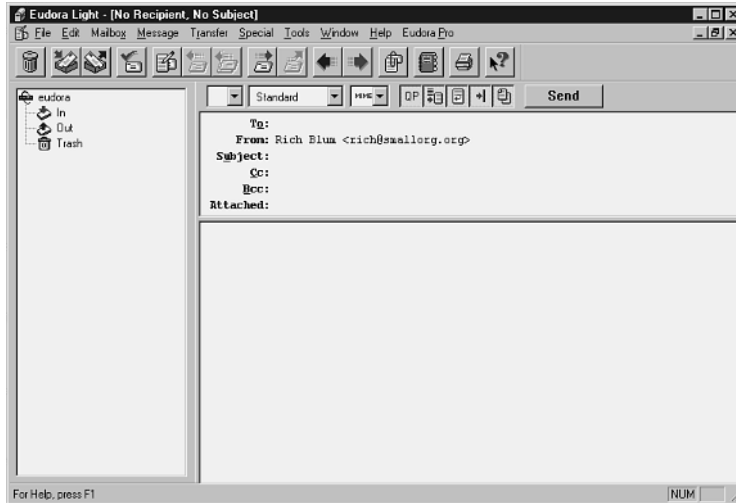 Eudora Light - [No Recipient, No Subject]
File Edit Mailbox Message Transfer Special Tools Window Help Eudora Pro
Standard MIME QP Send
eudora
In
Out
Trash
To:
From: Rich Blum <rich@smallorg.org>
Subject:
Cc:
Bcc:
Attached:
For Help, press F1
NUM